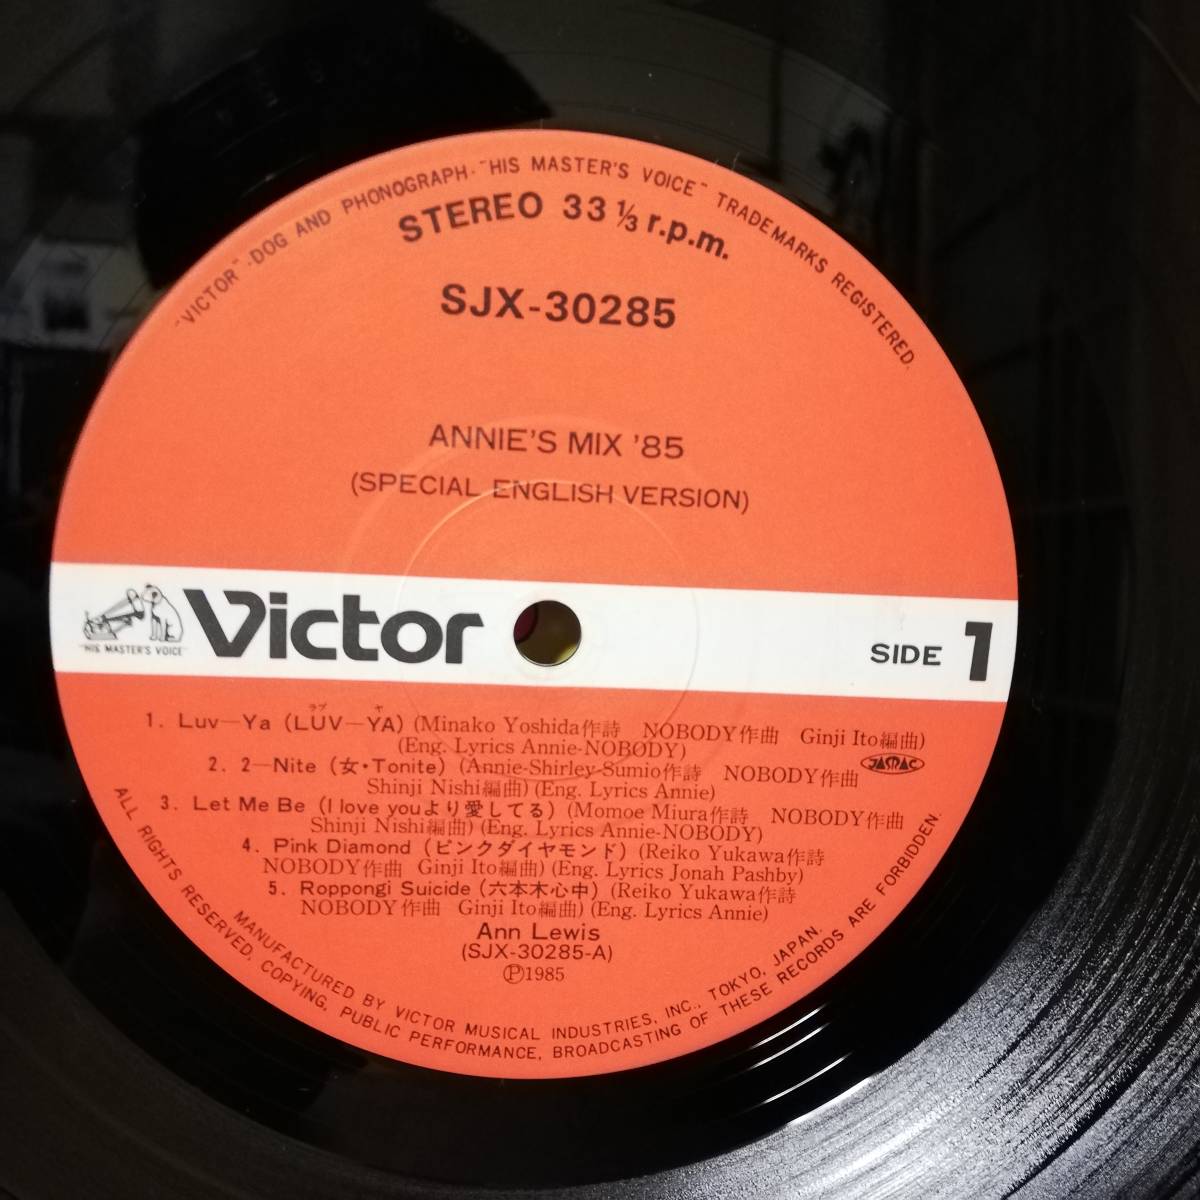 "VICTOR"·DOG AND PHONOGRAPH·"HIS MASTER'S VOICE" TRADEMARKS REGISTERED.
STEREO 33 ⅓ r.p.m.
SJX-30285
ANNIE'S MIX '85
(SPECIAL ENGLISH VERSION)
"HIS MASTER'S VOICE"
Victor
SIDE 1
ラブ ヤ
1. Luv―Ya (LUV―YA) (Minako Yoshida作詩 NOBODY作曲 Ginji Ito編曲)
(Eng. Lyrics Annie-NOBODY)
JASRAC
2. 2―Nite (女・Tonite) (Annie-Shirley-Sumio作詩 NOBODY作曲
Shinji Nishi編曲) (Eng. Lyrics Annie)
3. Let Me Be (I love youより愛してる) (Momoe Miura作詩 NOBODY作曲
Shinji Nishi編曲) (Eng. Lyrics Annie-NOBODY)
4. Pink Diamond (ピンクダイヤモンド) (Reiko Yukawa作詩
NOBODY作曲 Ginji Ito編曲) (Eng. Lyrics Jonah Pashby)
5. Roppongi Suicide (六本木心中) (Reiko Yukawa作詩
NOBODY作曲 Ginji Ito編曲) (Eng. Lyrics Annie)
Ann Lewis
(SJX-30285-A)
Ⓟ1985
MANUFACTURED BY VICTOR MUSICAL INDUSTRIES, INC., TOKYO, JAPAN.
ALL RIGHTS RESERVED. COPYING, PUBLIC PERFORMANCE, BROADCASTING OF THESE RECORDS ARE FORBIDDEN.